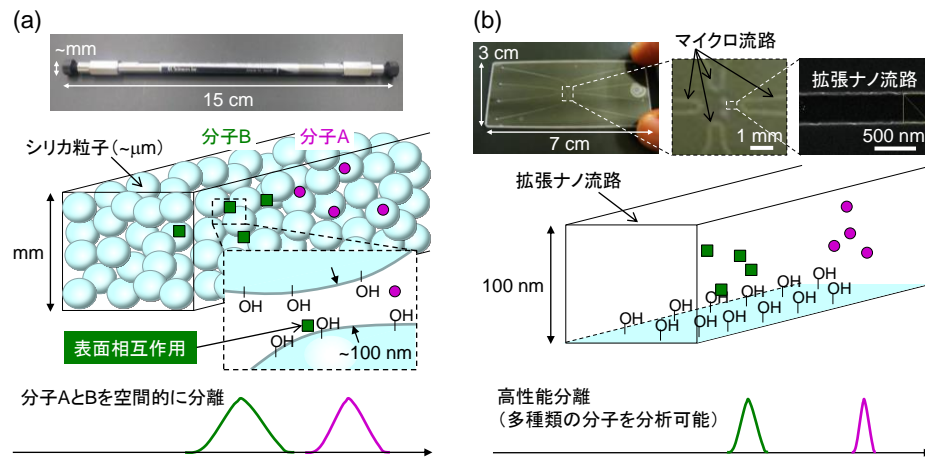 (a)
~mm
15 cm
シリカ粒子(~μm)
分子B
分子A
mm
OH
OH
OH
OH
OH
OH
表面相互作用
~100 nm
分子AとBを空間的に分離
(b)
3 cm
7 cm
マイクロ流路
1 mm
拡張ナノ流路
500 nm
拡張ナノ流路
100 nm
OH
OH
OH
OH
OH
OH
OH
OH
OH
OH
OH
OH
高性能分離
(多種類の分子を分析可能)